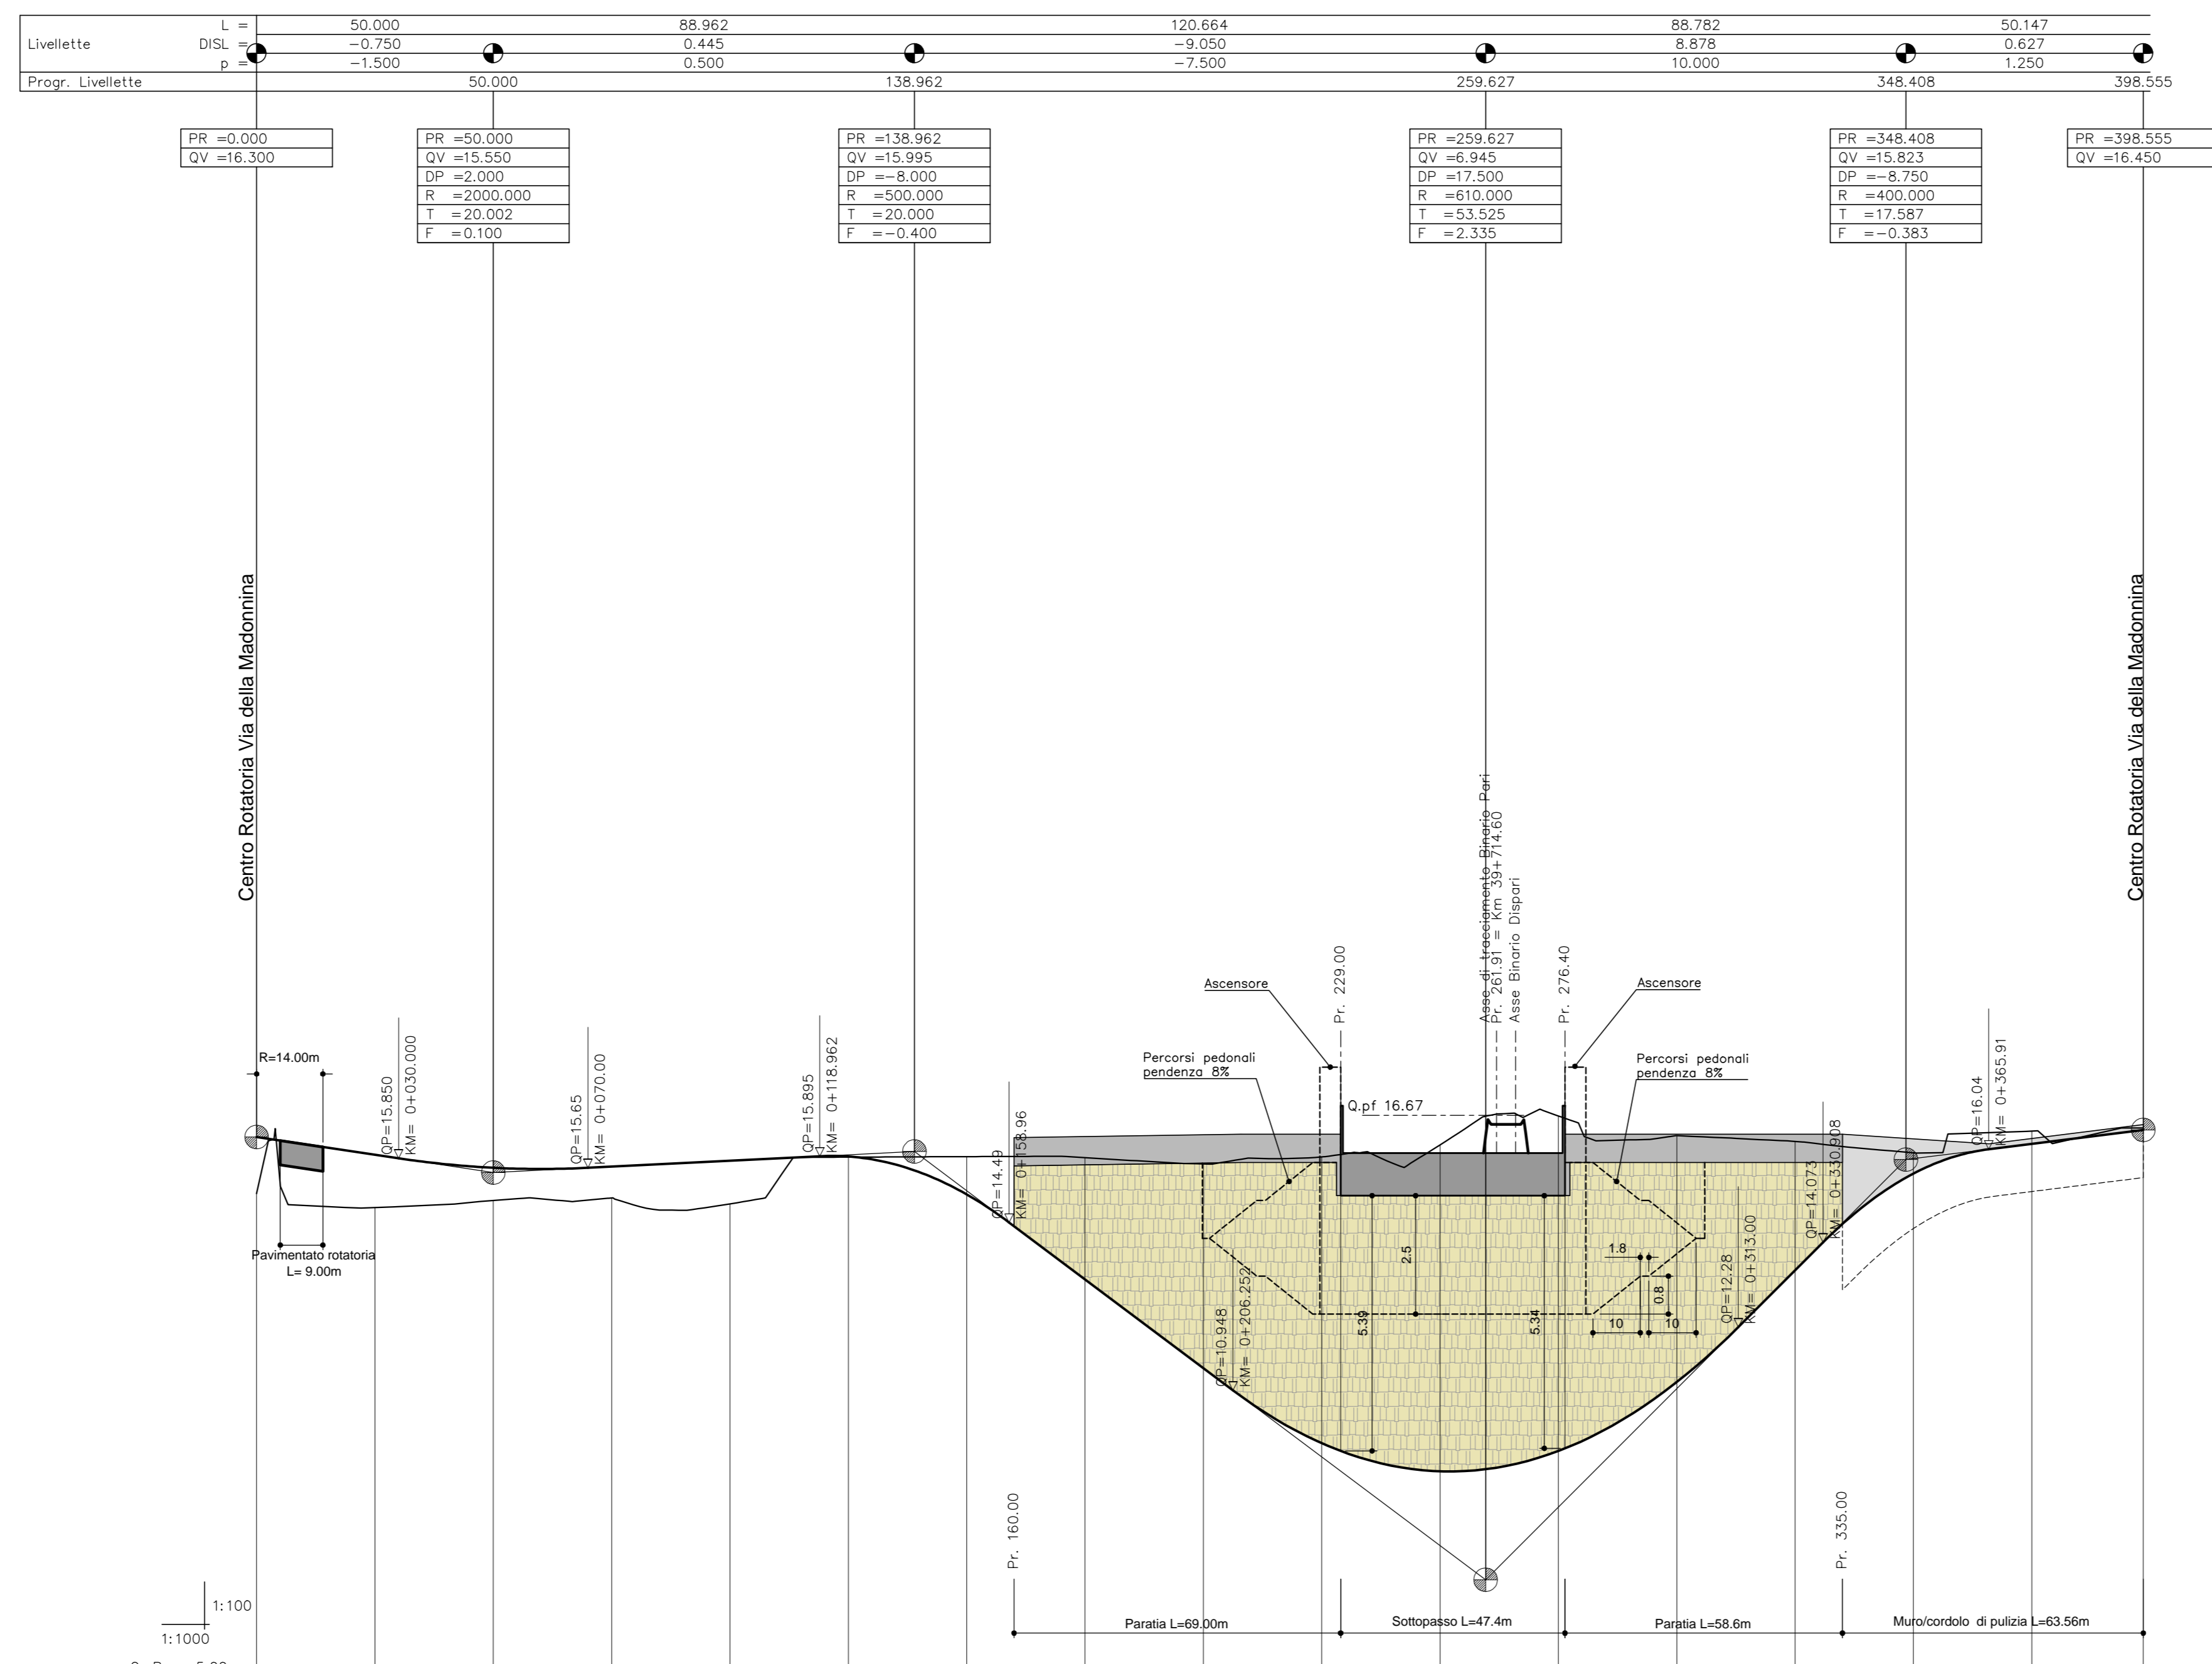 L = 50.000 88.962 120.664 88.782 50.147
Livellette DISL = −0.750 0.445 −9.050 8.878 0.627
p = −1.500 0.500 −7.500 10.000 1.250
Progr. Livellette 50.000 138.962 259.627 348.408 398.555
PR =0.000
QV =16.300
PR =50.000
QV =15.550
DP =2.000
R =2000.000
T =20.002
F =0.100
PR =138.962
QV =15.995
DP =−8.000
R =500.000
T =20.000
F =−0.400
PR =259.627
QV =6.945
DP =17.500
R =610.000
T =53.525
F =2.335
PR =348.408
QV =15.823
DP =−8.750
R =400.000
T =17.587
F =−0.383
PR =398.555
QV =16.450
Centro Rotatoria Via della Madonnina
Centro Rotatoria Via della Madonnina
Asse di tracciamento Binario Pari
Pr. 261.91 = Km 39+714.60
Asse Binario Dispari
Pr. 229.00
Pr. 276.40
Ascensore
Ascensore
Percorsi pedonali
pendenza 8%
Percorsi pedonali
pendenza 8%
Q.pf 16.67
R=14.00m
QP=15.850
KM= 0+030.000
QP=15.65
KM= 0+070.00
QP=15.895
KM= 0+118.962
QP=14.49
KM= 0+158.96
QP=10.948
KM= 0+206.252
QP=12.28
KM= 0+313.00
QP=14.073
KM= 0+330.908
QP=16.04
KM= 0+365.91
Pavimentato rotatoria
L= 9.00m
2.5
5.39
5.34
1.8
0.8
10
10
Pr. 160.00
Pr. 335.00
1:100
1:1000
Paratia L=69.00m
Sottopasso L=47.4m
Paratia L=58.6m
Muro/cordolo di pulizia L=63.56m